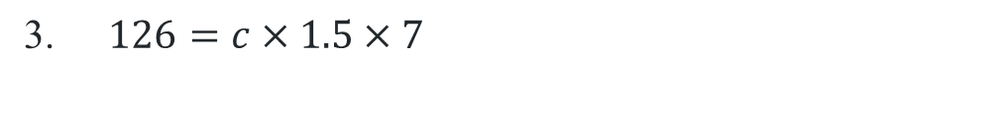 3. 126 = c × 1.5 × 7